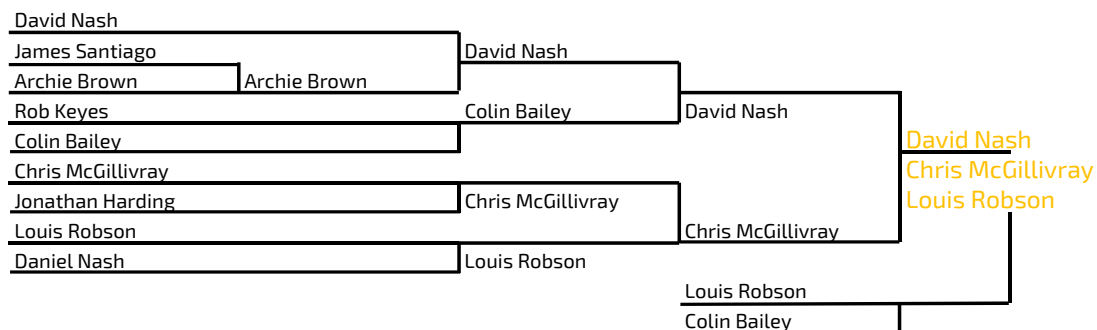 David Nash
James Santiago
David Nash
Archie Brown
Archie Brown
Rob Keyes
Colin Bailey
David Nash
Colin Bailey
David Nash
Chris McGillivray
Chris McGillivray
Jonathan Harding
Chris McGillivray
Louis Robson
Louis Robson
Chris McGillivray
Daniel Nash
Louis Robson
Louis Robson
Colin Bailey